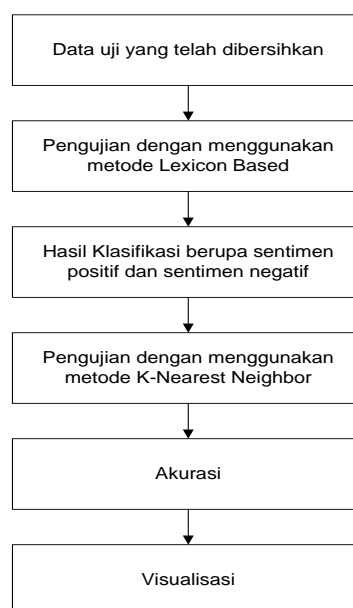 Data uji yang telah dibersihkan
Pengujian dengan menggunakan
metode Lexicon Based
Hasil Klasifikasi berupa sentimen
positif dan sentimen negatif
Pengujian dengan menggunakan
metode K-Nearest Neighbor
Akurasi
Visualisasi